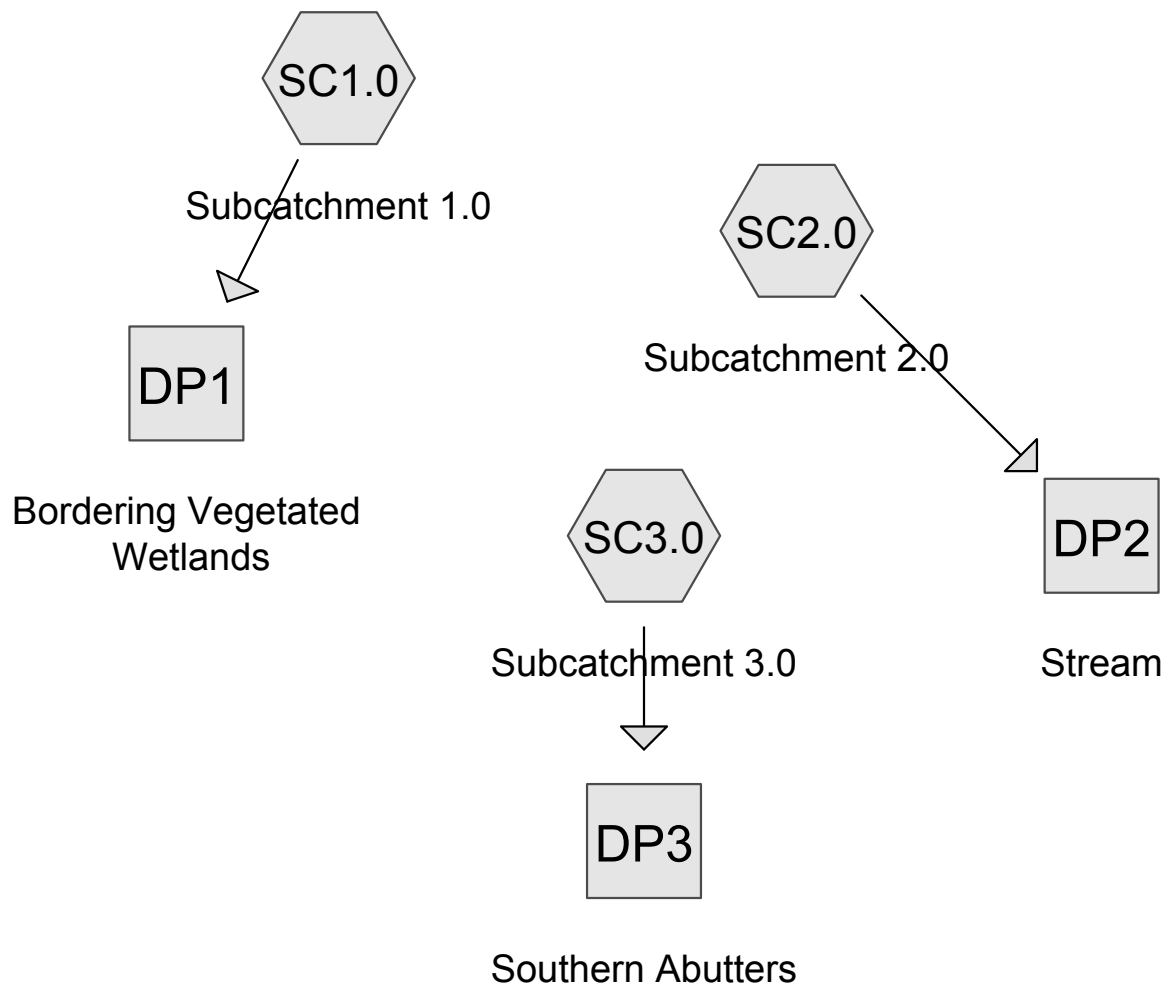 SC1.0
Subcatchment 1.0
SC2.0
Subcatchment 2.0
DP1
Bordering Vegetated
Wetlands
SC3.0
Subcatchment 3.0
DP2
Stream
DP3
Southern Abutters